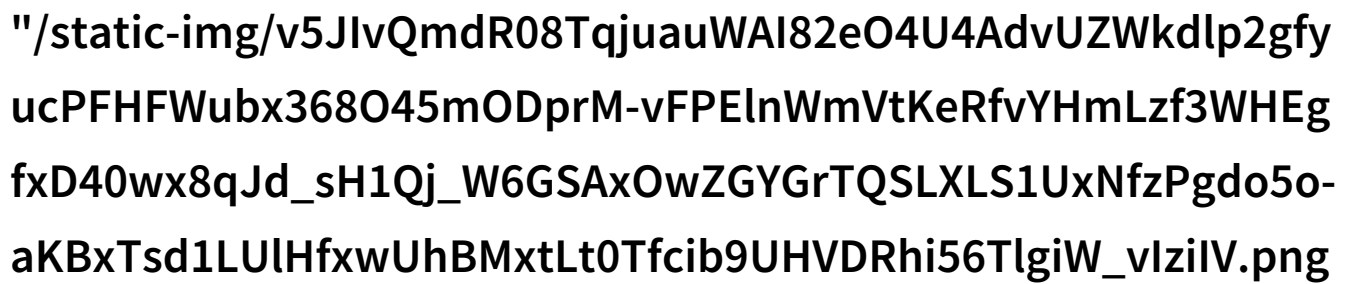 "/static-img/v5JIvQmdR08TqjuauWAI82eO4U4AdvUZWkdlp2gfy
ucPFHFWubx368O45mODprM-vFPElnWmVtKeRfvYHmLzf3WHEg
fxD40wx8qJd_sH1Qj_W6GSAxOwZGYGrTQSLXLS1UxNfzPgdo5o-
aKBxTsd1LUlHfxwUhBMxtLt0Tfcib9UHVDRhi56TlgiW_vIziIV.png